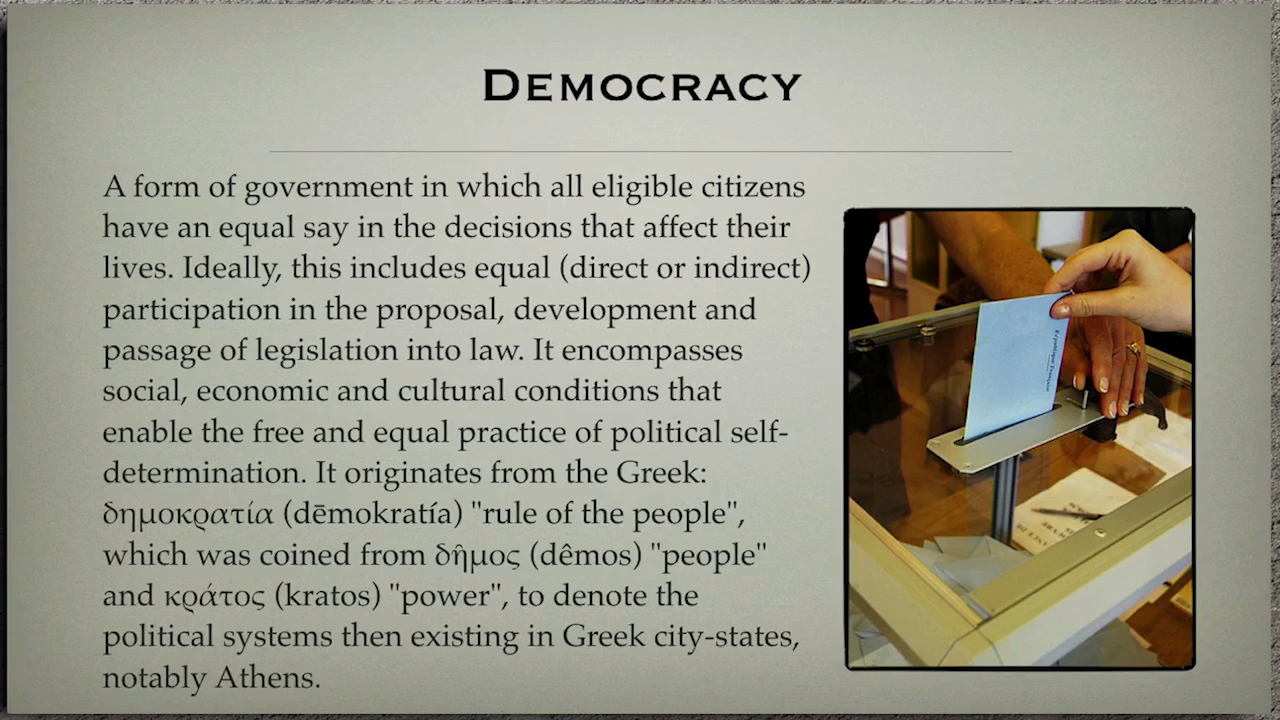 DEMOCRACY
A form of government in which all eligible citizens
have an equal say in the decisions that affect their
lives. Ideally, this includes equal (direct or indirect)
participation in the proposal, development and
passage of legislation into law. It encompasses
social, economic and cultural conditions that
enable the free and equal practice of political self-
determination. It originates from the Greek:
δημοκρατία (dēmokratía) "rule of the people",
which was coined from δῆμος (dêmos) "people"
and κράτος (kratos) "power", to denote the
political systems then existing in Greek city-states,
notably Athens.
République Française